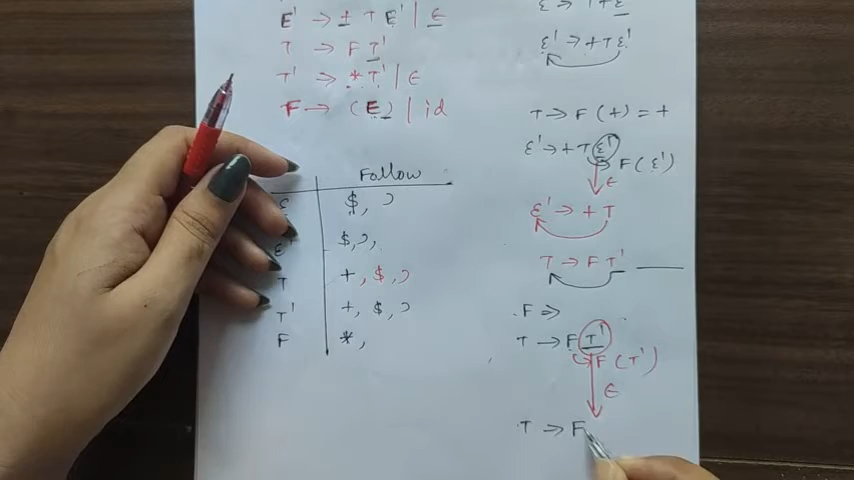 E' → + T E' | ε
T → F T'
T' → * T' | ε
F → ( E ) | id
Follow
ε $, )
ε' $, ),
T +, $, )
T' +, $, )
F *,
ε' → + T ε'
T → F (+) = +
ε' → + T ε'
→ F(ε')
ε
ε' → + T
T → F T'
F ⇒
T → F T'
→ F (T')
ε
T → F